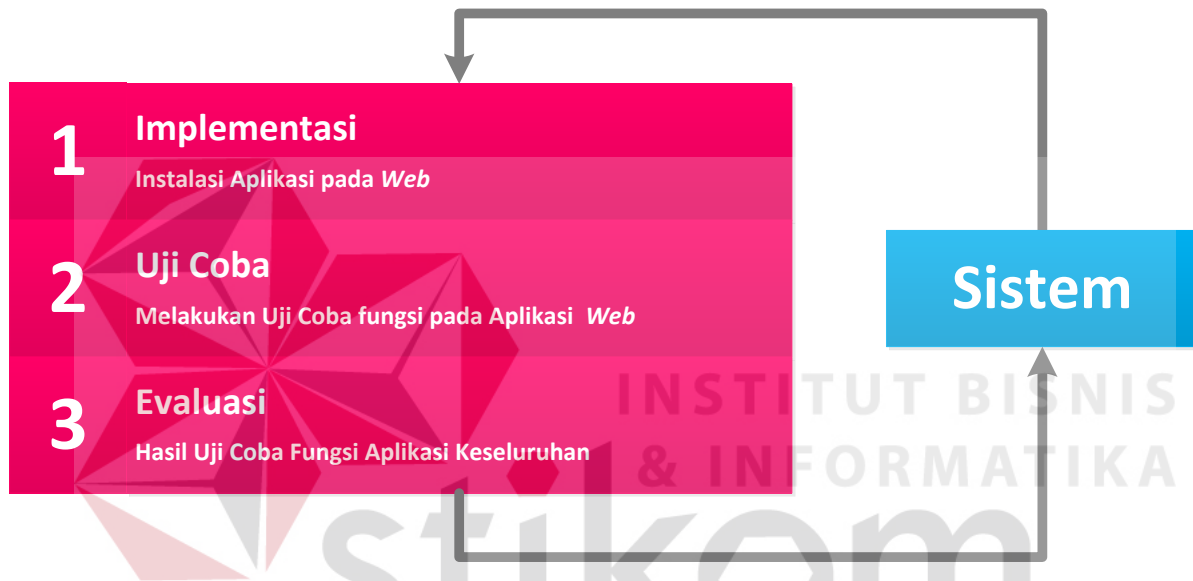 1
Implementasi
Instalasi Aplikasi pada Web
2
Uji Coba
Melakukan Uji Coba fungsi pada Aplikasi Web
3
Evaluasi
Hasil Uji Coba Fungsi Aplikasi Keseluruhan
Sistem
INSTITUT BISNIS
& INFORMATIKA
stikom